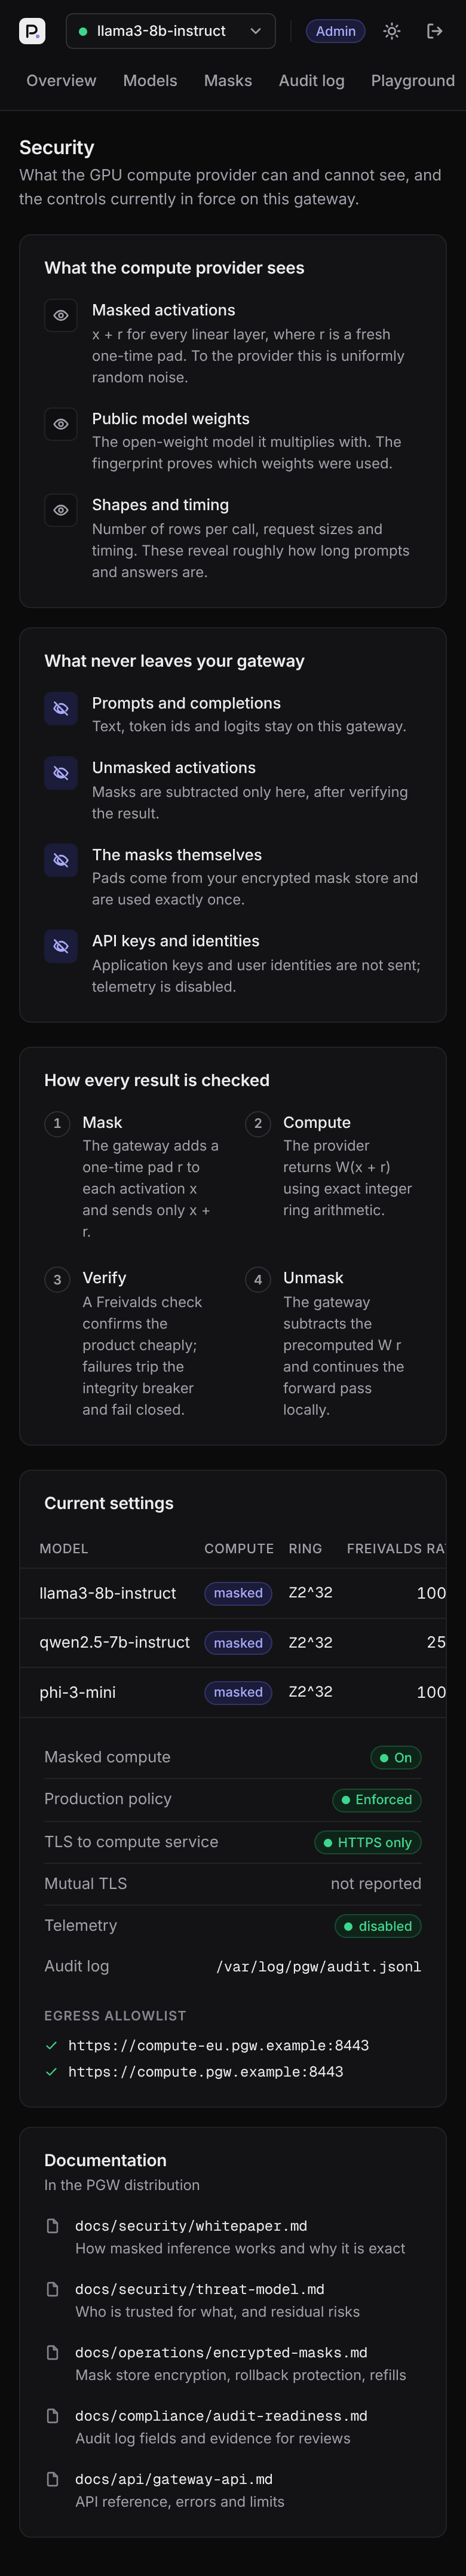 P.
llama3-8b-instruct
Admin
Overview Models Masks Audit log Playground
Security
What the GPU compute provider can and cannot see, and
the controls currently in force on this gateway.
What the compute provider sees
Masked activations
x + r for every linear layer, where r is a fresh
one-time pad. To the provider this is uniformly
random noise.
Public model weights
The open-weight model it multiplies with. The
fingerprint proves which weights were used.
Shapes and timing
Number of rows per call, request sizes and
timing. These reveal roughly how long prompts
and answers are.
What never leaves your gateway
Prompts and completions
Text, token ids and logits stay on this gateway.
Unmasked activations
Masks are subtracted only here, after verifying
the result.
The masks themselves
Pads come from your encrypted mask store and
are used exactly once.
API keys and identities
Application keys and user identities are not sent;
telemetry is disabled.
How every result is checked
1 Mask
The gateway adds a
one-time pad r to
each activation x
and sends only x +
r.
2 Compute
The provider
returns W(x + r)
using exact integer
ring arithmetic.
3 Verify
A Freivalds check
confirms the
product cheaply;
failures trip the
integrity breaker
and fail closed.
4 Unmask
The gateway
subtracts the
precomputed W r
and continues the
forward pass
locally.
Current settings
MODEL COMPUTE RING FREIVALDS RA
llama3-8b-instruct masked Z2^32 100
qwen2.5-7b-instruct masked Z2^32 25
phi-3-mini masked Z2^32 100
Masked compute On
Production policy Enforced
TLS to compute service HTTPS only
Mutual TLS not reported
Telemetry disabled
Audit log /var/log/pgw/audit.jsonl
EGRESS ALLOWLIST
https://compute-eu.pgw.example:8443
https://compute.pgw.example:8443
Documentation
In the PGW distribution
docs/security/whitepaper.md
How masked inference works and why it is exact
docs/security/threat-model.md
Who is trusted for what, and residual risks
docs/operations/encrypted-masks.md
Mask store encryption, rollback protection, refills
docs/compliance/audit-readiness.md
Audit log fields and evidence for reviews
docs/api/gateway-api.md
API reference, errors and limits